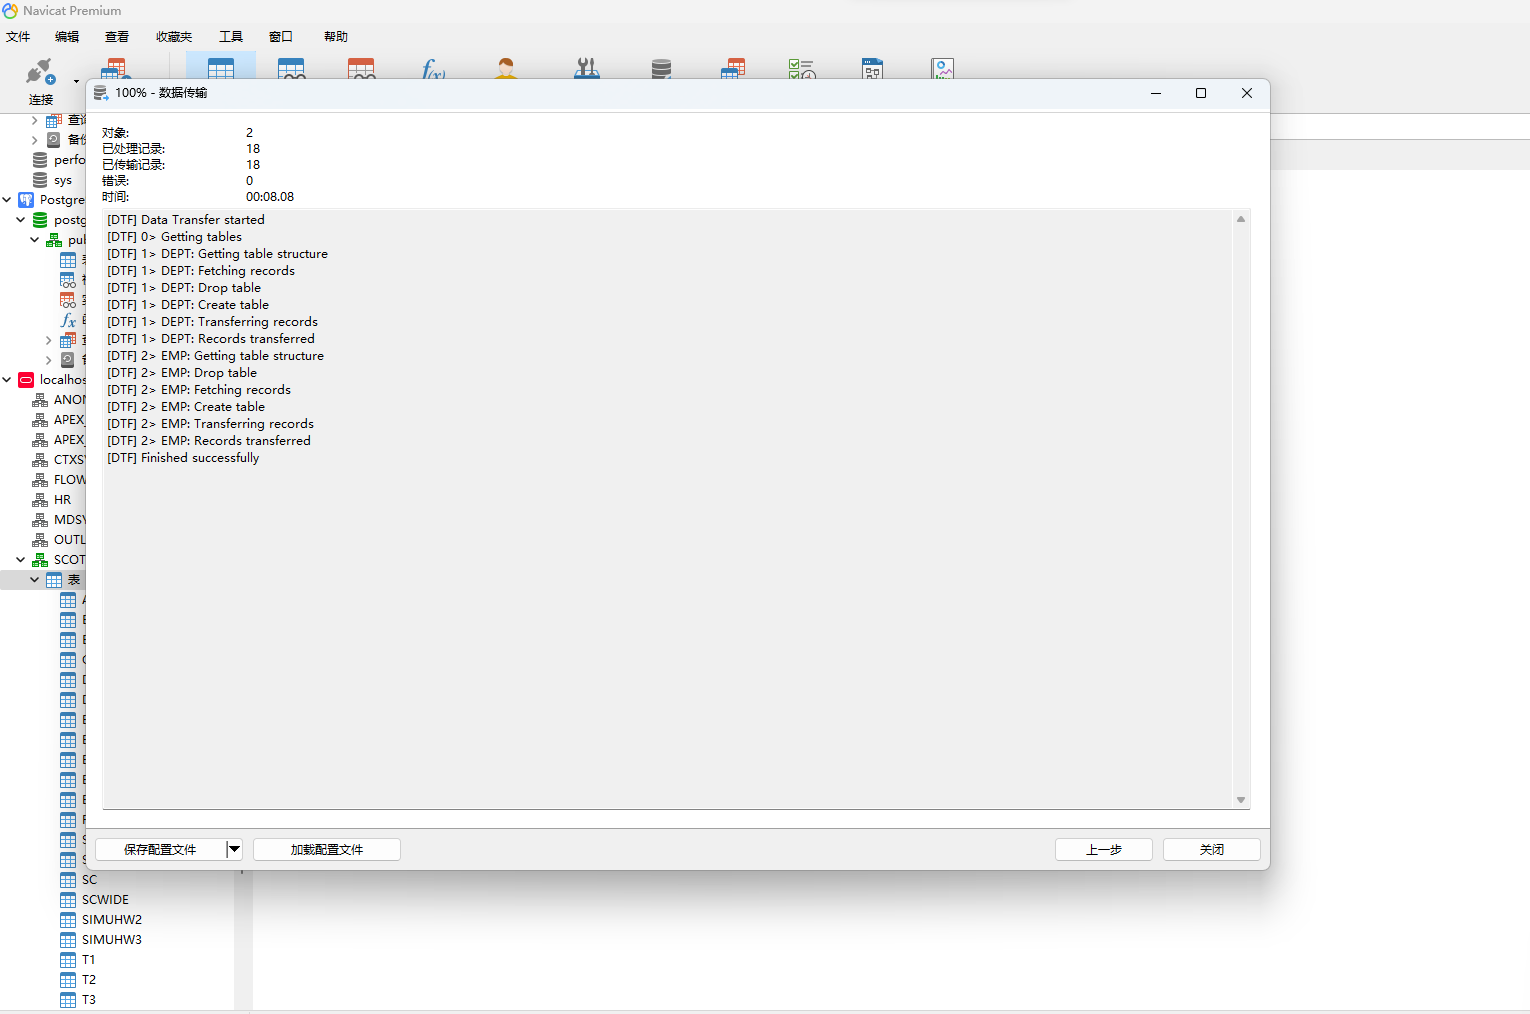 Navicat Premium
文件 编辑 查看 收藏夹 工具 窗口 帮助
连接
100% - 数据传输
对象: 2
已处理记录: 18
已传输记录: 18
错误: 0
时间: 00:08.08
[DTF] Data Transfer started
[DTF] 0> Getting tables
[DTF] 1> DEPT: Getting table structure
[DTF] 1> DEPT: Fetching records
[DTF] 1> DEPT: Drop table
[DTF] 1> DEPT: Create table
[DTF] 1> DEPT: Transferring records
[DTF] 1> DEPT: Records transferred
[DTF] 2> EMP: Getting table structure
[DTF] 2> EMP: Drop table
[DTF] 2> EMP: Fetching records
[DTF] 2> EMP: Create table
[DTF] 2> EMP: Transferring records
[DTF] 2> EMP: Records transferred
[DTF] Finished successfully
保存配置文件 加载配置文件 上一步 关闭
查询
备份
perfo
sys
Postgre
postg
pub
fx
localhos
ANON
APEX_
APEX_
CTXSY
FLOW
HR
MDSY
OUTL
SCOT
表
SC
SCWIDE
SIMUHW2
SIMUHW3
T1
T2
T3